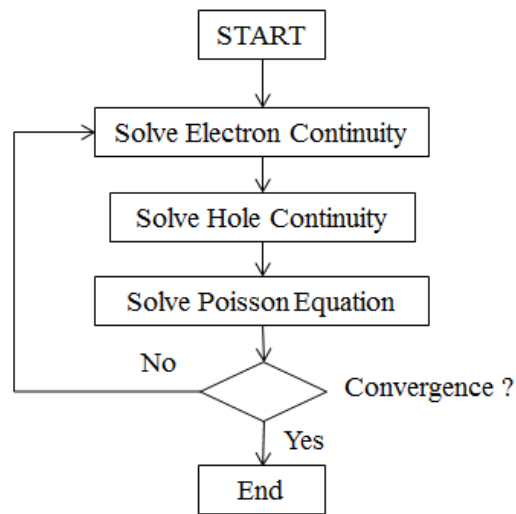 START
Solve Electron Continuity
Solve Hole Continuity
Solve Poisson Equation
No
Convergence ?
Yes
End